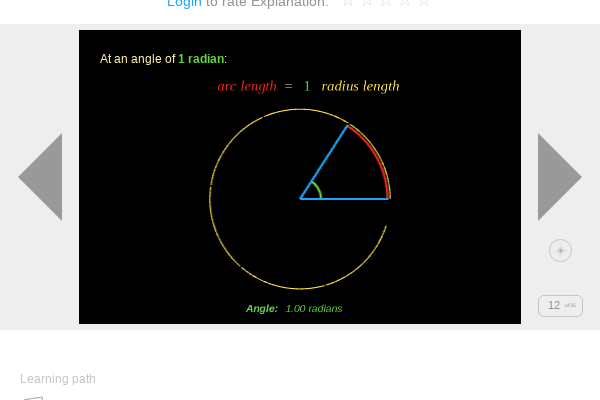 Login to rate Explanation:
At an angle of 1 radian:
arc length = 1 radius length
Angle: 1.00 radians
12 of 36
Learning path